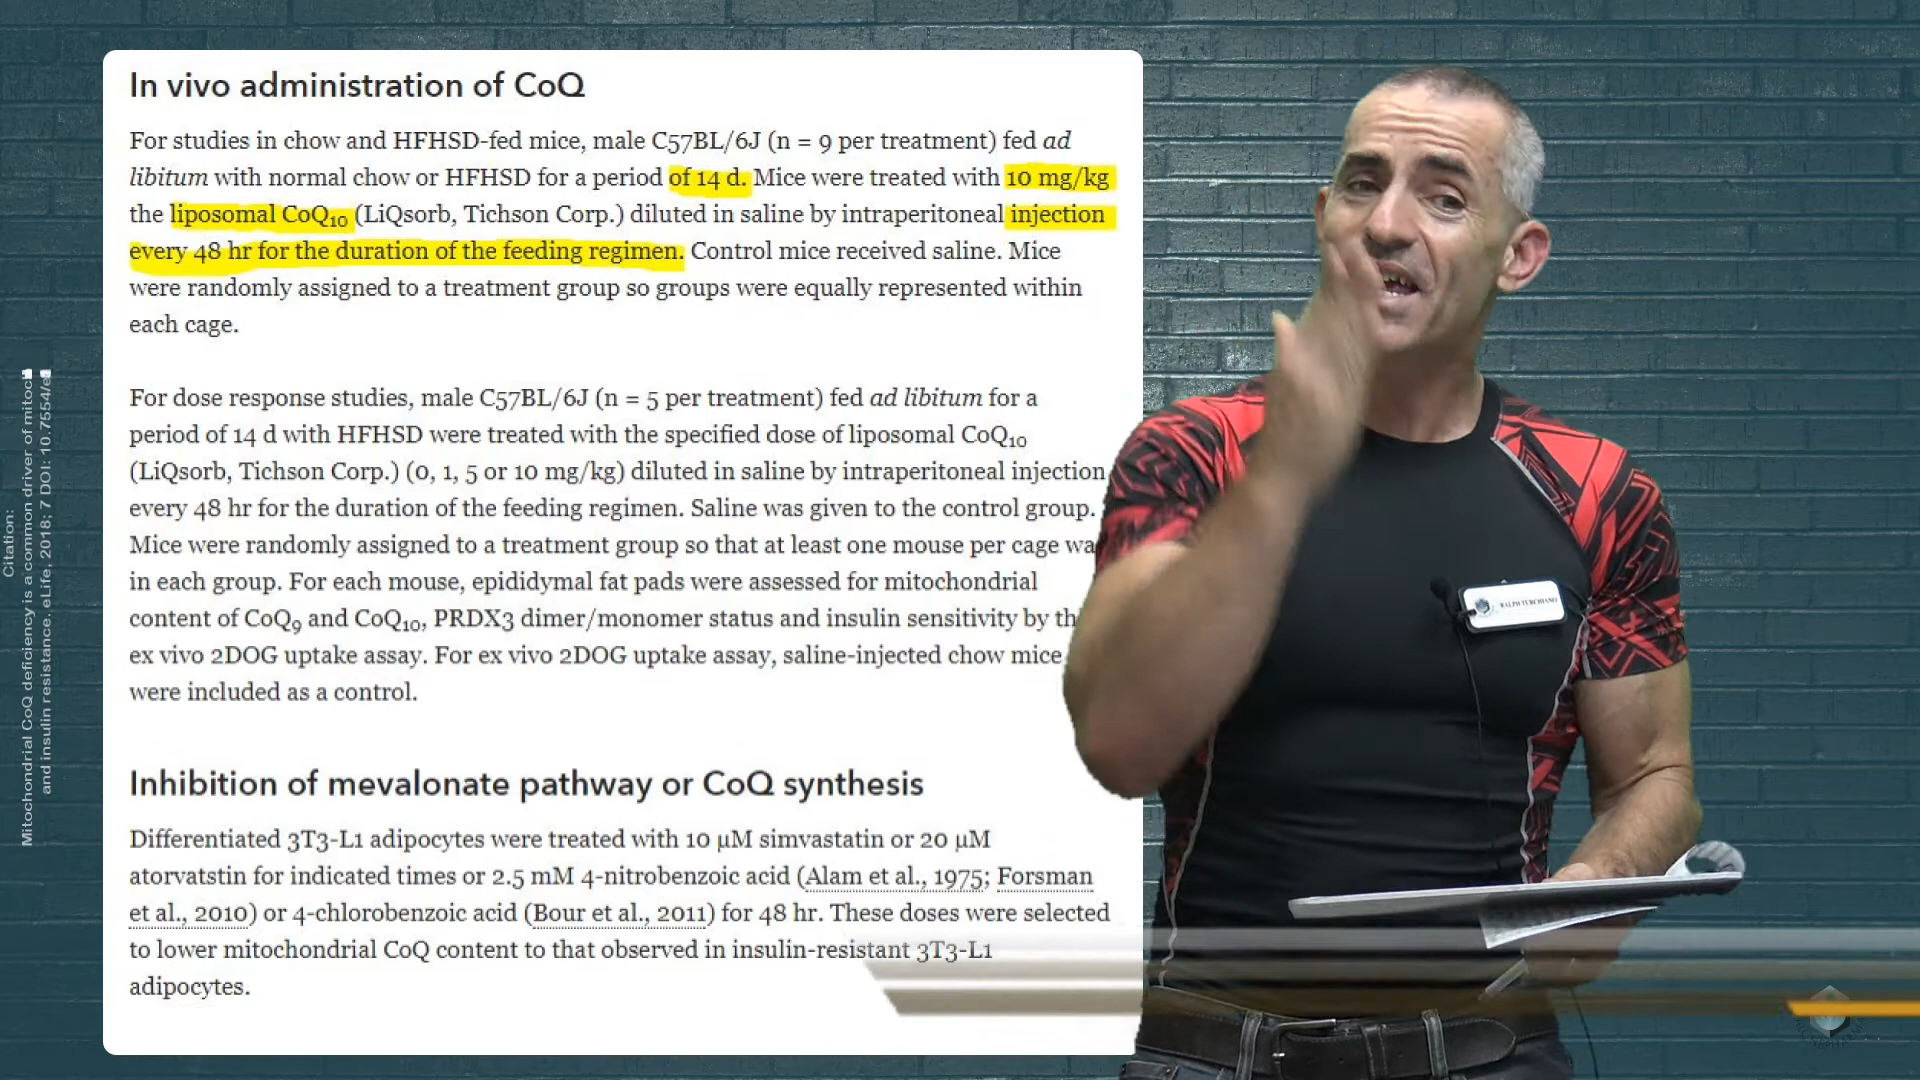 In vivo administration of CoQ
For studies in chow and HFHSD-fed mice, male C57BL/6J (n = 9 per treatment) fed ad
libitum with normal chow or HFHSD for a period of 14 d. Mice were treated with 10 mg/kg
the liposomal CoQ10 (LiQsorb, Tichson Corp.) diluted in saline by intraperitoneal injection
every 48 hr for the duration of the feeding regimen. Control mice received saline. Mice
were randomly assigned to a treatment group so groups were equally represented within
each cage.
For dose response studies, male C57BL/6J (n = 5 per treatment) fed ad libitum for a
period of 14 d with HFHSD were treated with the specified dose of liposomal CoQ10
(LiQsorb, Tichson Corp.) (0, 1, 5 or 10 mg/kg) diluted in saline by intraperitoneal injection
every 48 hr for the duration of the feeding regimen. Saline was given to the control group.
Mice were randomly assigned to a treatment group so that at least one mouse per cage wa
in each group. For each mouse, epididymal fat pads were assessed for mitochondrial
content of CoQ9 and CoQ10, PRDX3 dimer/monomer status and insulin sensitivity by th
ex vivo 2DOG uptake assay. For ex vivo 2DOG uptake assay, saline-injected chow mice
were included as a control.
Inhibition of mevalonate pathway or CoQ synthesis
Differentiated 3T3-L1 adipocytes were treated with 10 µM simvastatin or 20 µM
atorvatstin for indicated times or 2.5 mM 4-nitrobenzoic acid (Alam et al., 1975; Forsman
et al., 2010) or 4-chlorobenzoic acid (Bour et al., 2011) for 48 hr. These doses were selected
to lower mitochondrial CoQ content to that observed in insulin-resistant 3T3-L1
adipocytes.
Citation:
Mitochondrial CoQ deficiency is a common driver of mitoc
and insulin resistance. eLife, 2018; 7 DOI: 10.7554/e
RALPH TURCHIANO